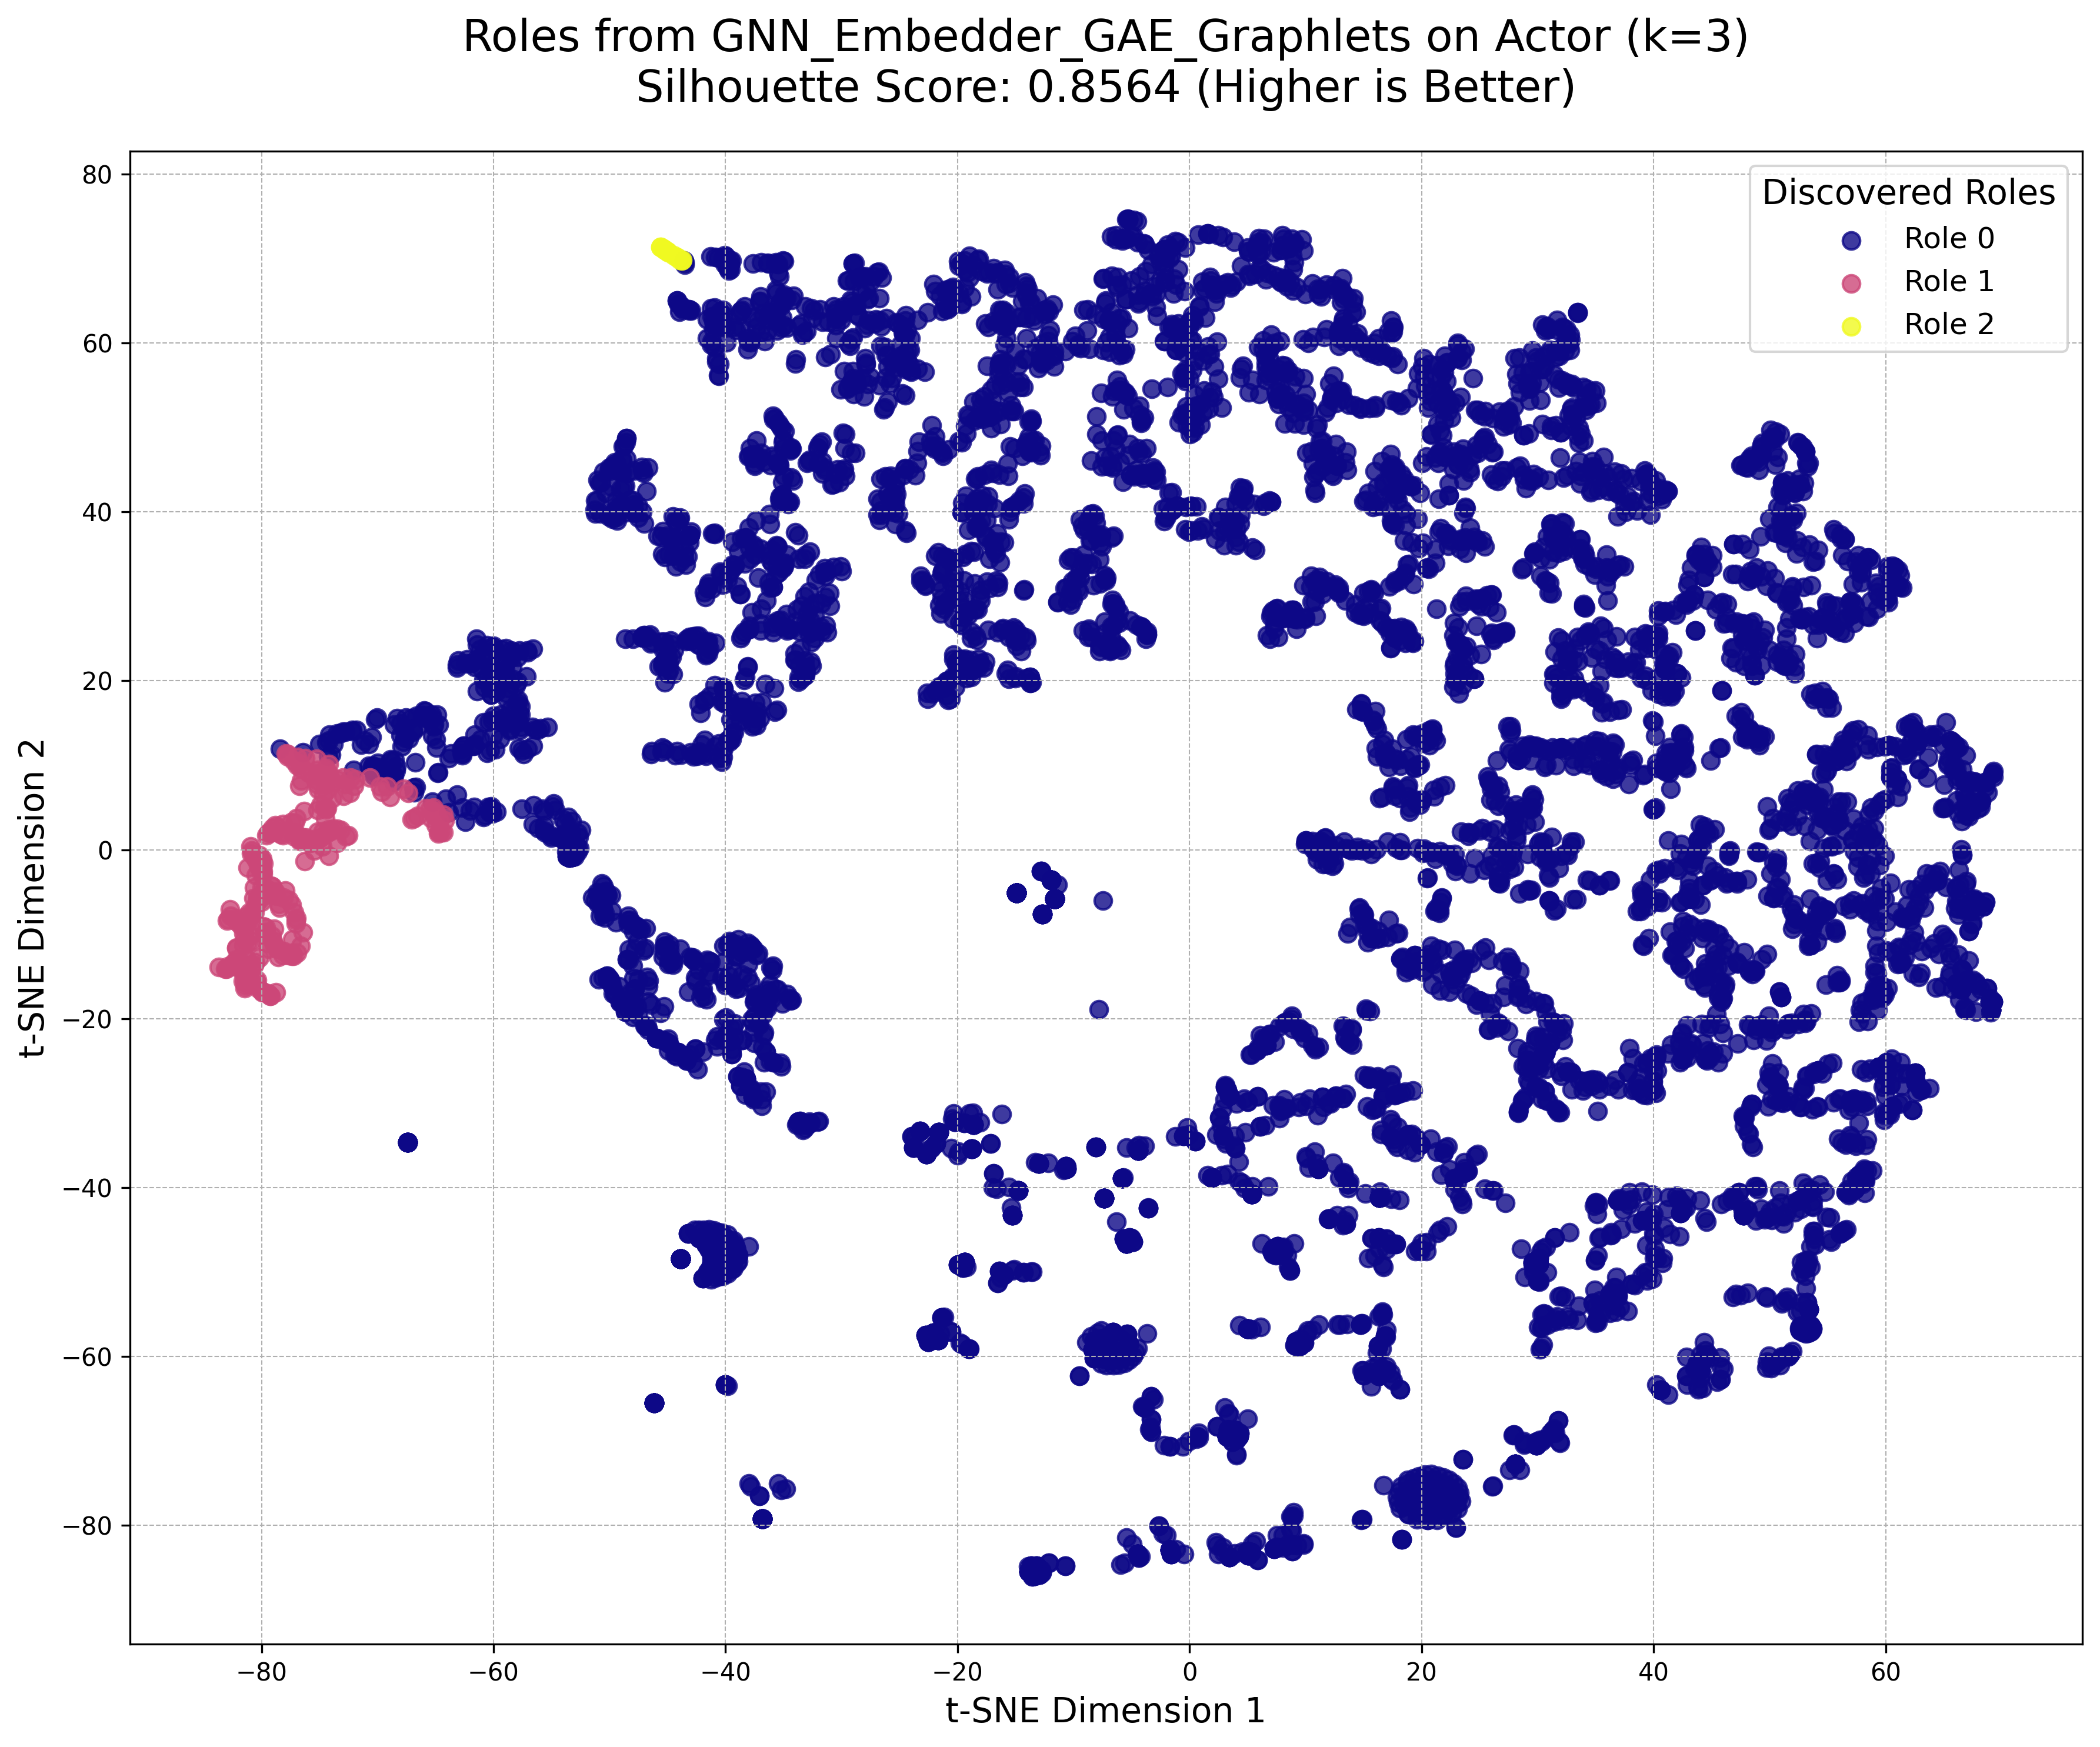 Roles from GNN_Embedder_GAE_Graphlets on Actor (k=3)
Silhouette Score: 0.8564 (Higher is Better)
Discovered Roles
Role 0
Role 1
Role 2
80
60
40
20
0
−20
−40
−60
−80
t-SNE Dimension 2
−80
−60
−40
−20
0
20
40
60
t-SNE Dimension 1